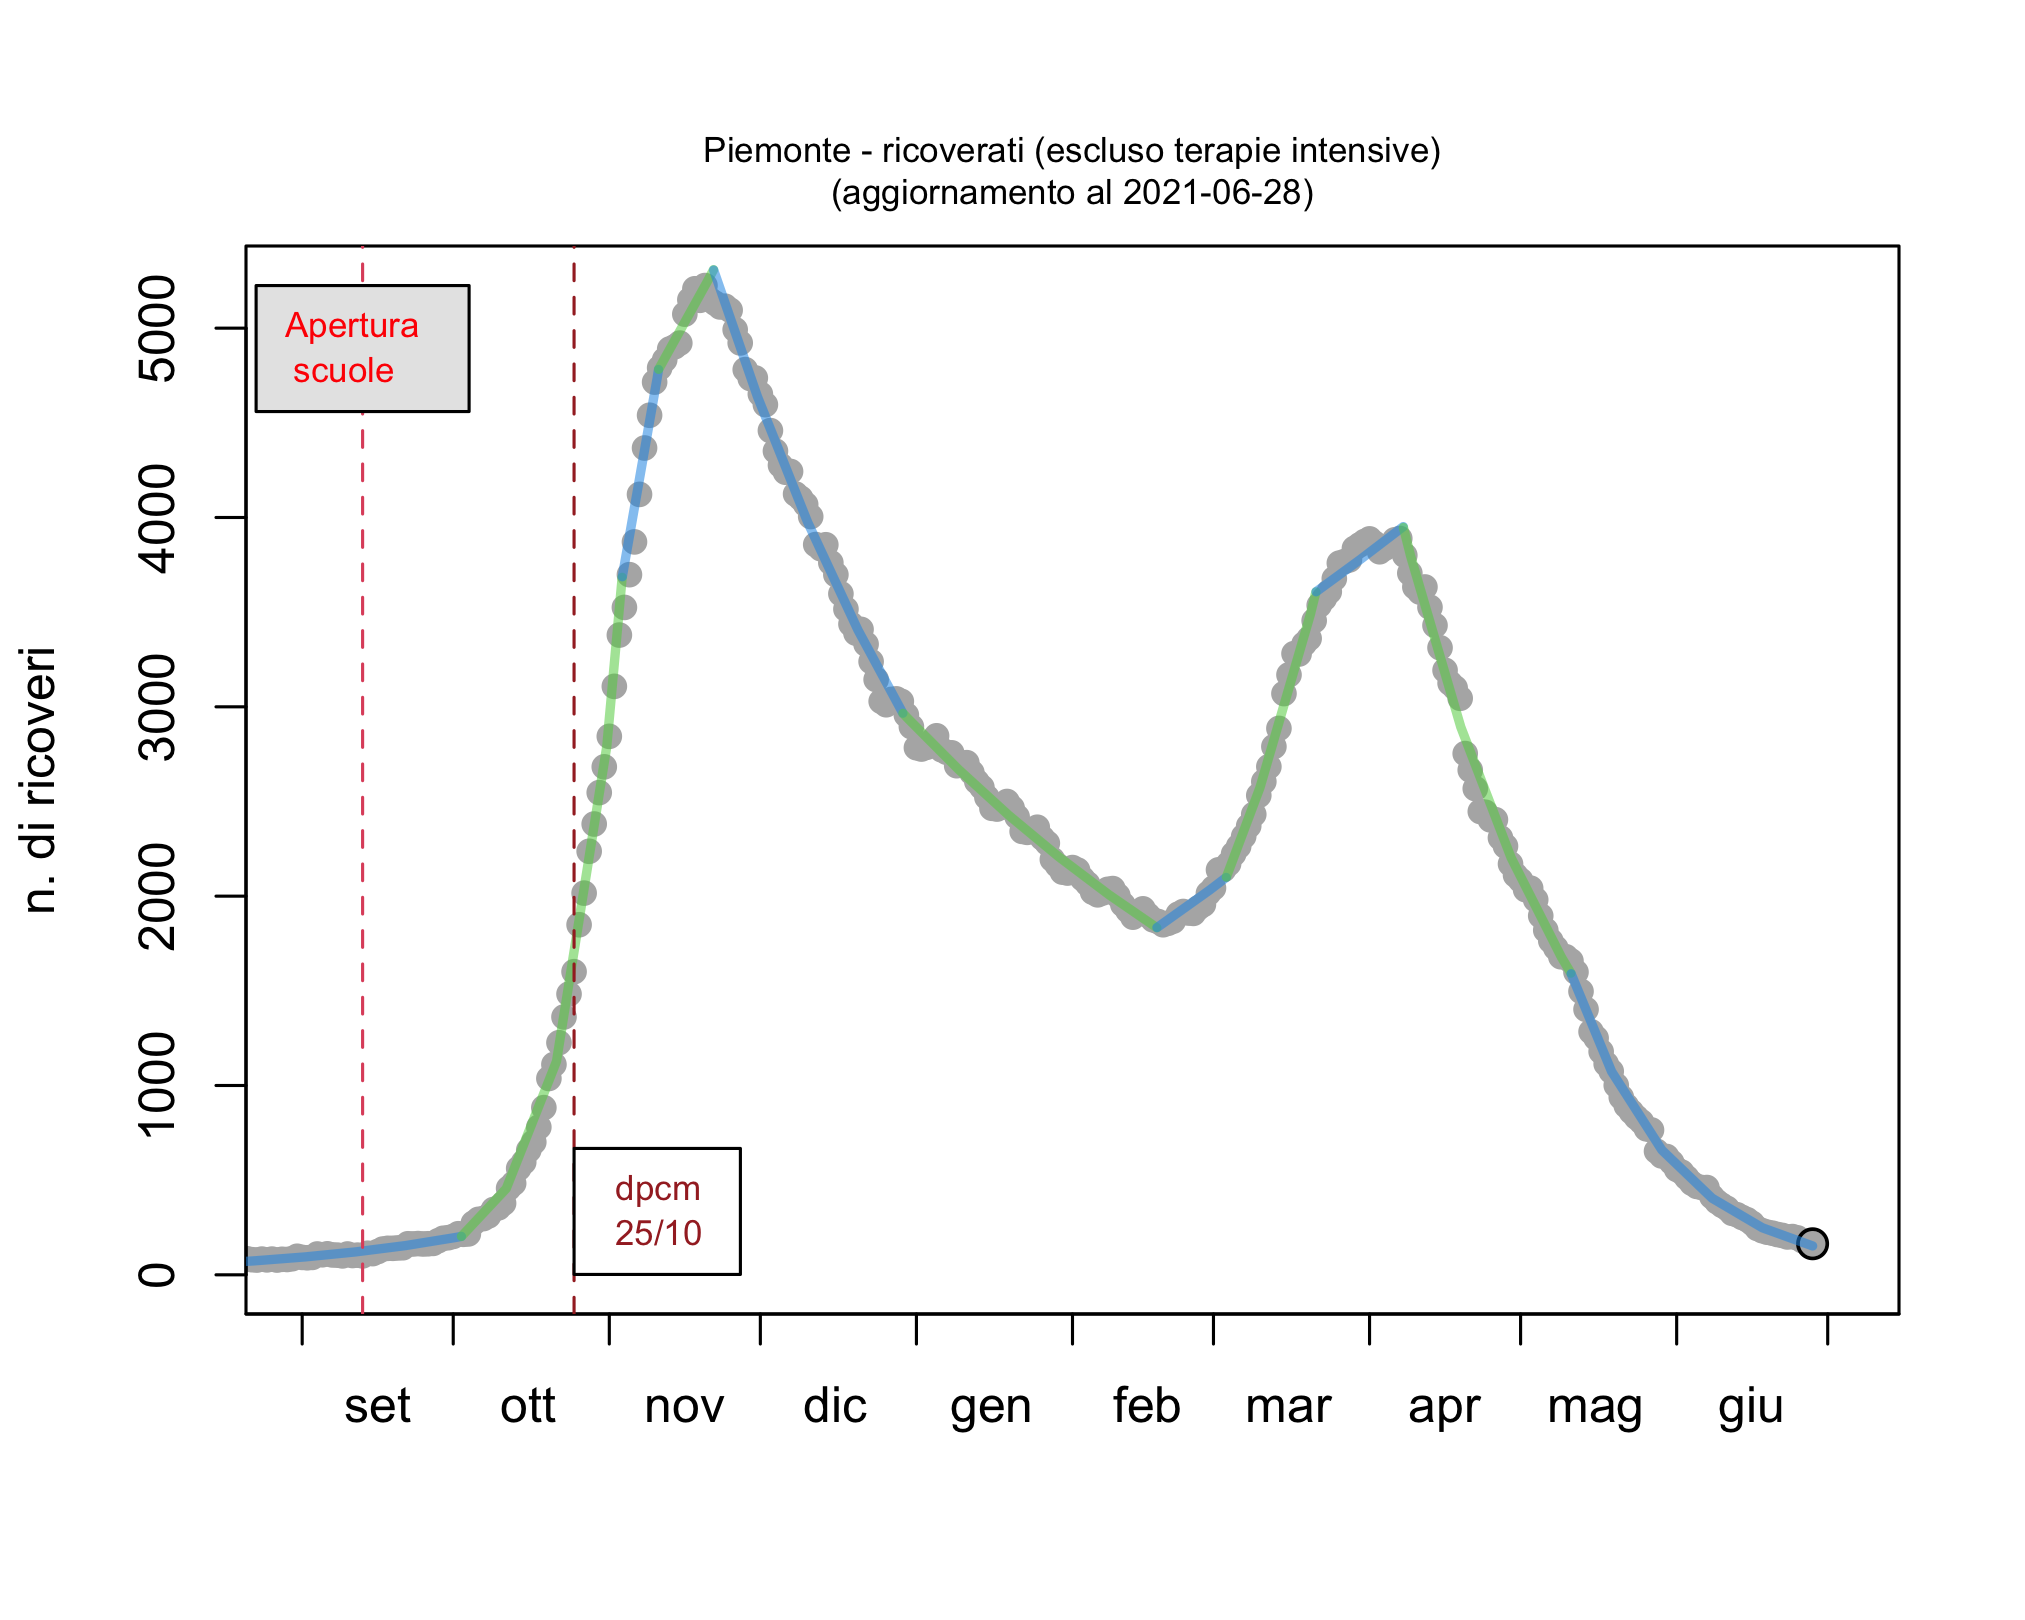 Piemonte - ricoverati (escluso terapie intensive)
(aggiornamento al 2021-06-28)
n. di ricoveri
5000
4000
3000
2000
1000
0
Apertura
scuole
dpcm
25/10
set ott nov dic gen feb mar apr mag giu